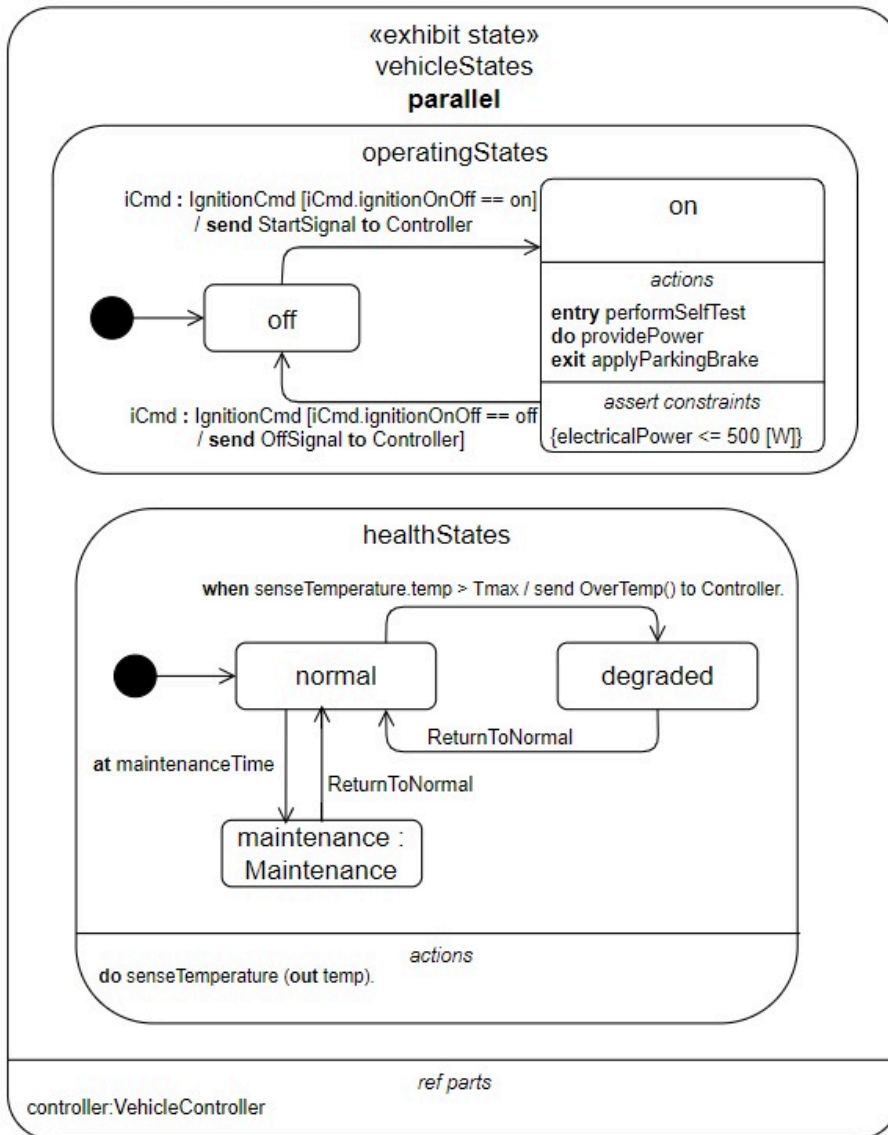 «exhibit state»
vehicleStates
parallel
operatingStates
iCmd : IgnitionCmd [iCmd.ignitionOnOff == on]
/ send StartSignal to Controller
on
actions
entry performSelfTest
do providePower
exit applyParkingBrake
off
assert constraints
{electricalPower <= 500 [W]}
iCmd : IgnitionCmd [iCmd.ignitionOnOff == off
/ send OffSignal to Controller]
healthStates
when senseTemperature.temp > Tmax / send OverTemp() to Controller.
normal
degraded
ReturnToNormal
at maintenanceTime
ReturnToNormal
maintenance :
Maintenance
actions
do senseTemperature (out temp).
ref parts
controller:VehicleController